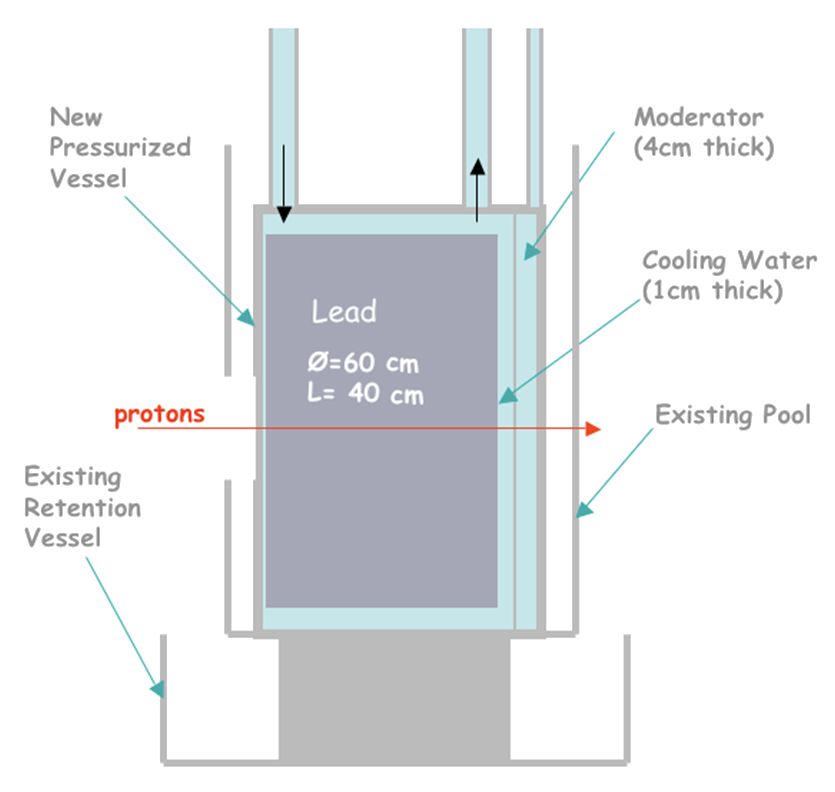 New
Pressurized
Vessel
Moderator
(4cm thick)
Cooling Water
(1cm thick)
Lead
Ø=60 cm
L= 40 cm
protons
Existing Pool
Existing
Retention
Vessel